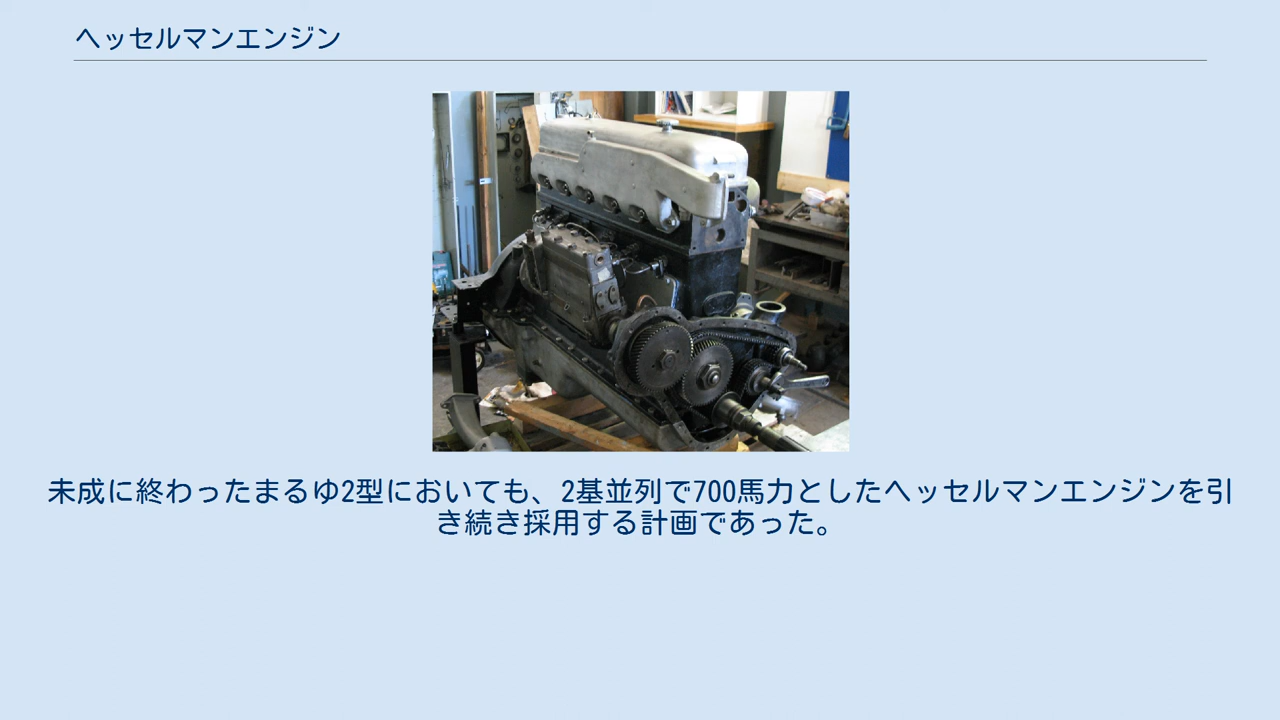 ヘッセルマンエンジン
未成に終わったまるゆ2型においても、2基並列で700馬力としたヘッセルマンエンジンを引
き続き採用する計画であった。